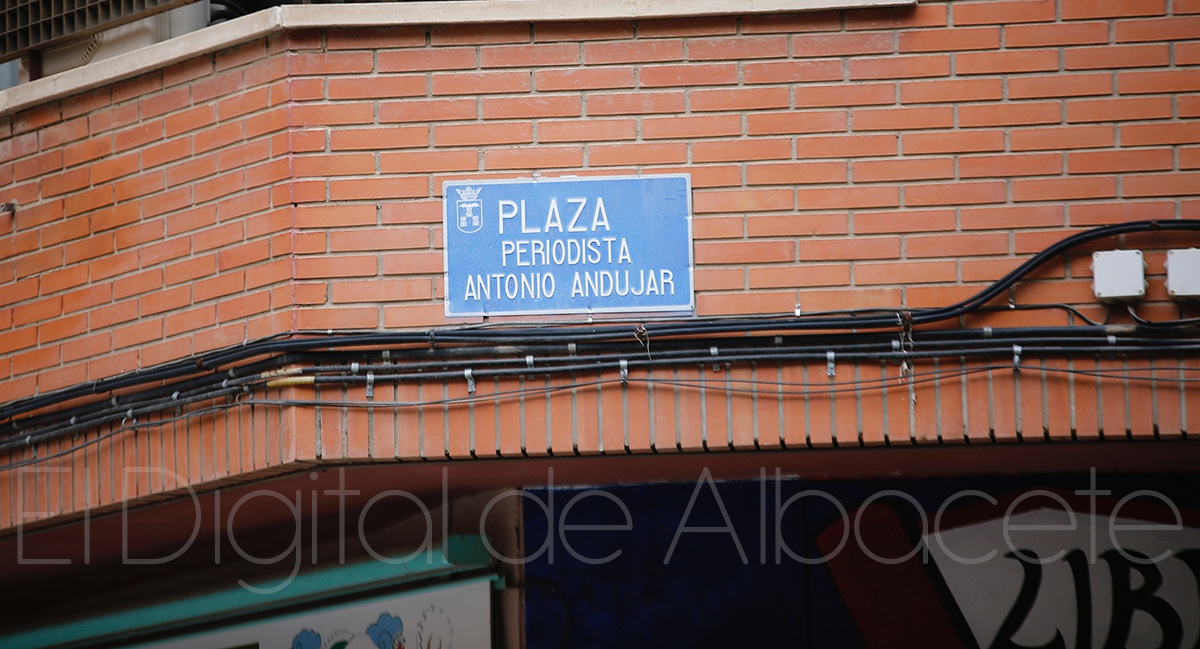 PLAZA
PERIODISTA
ANTONIO ANDUJAR
El Digital de Albacete